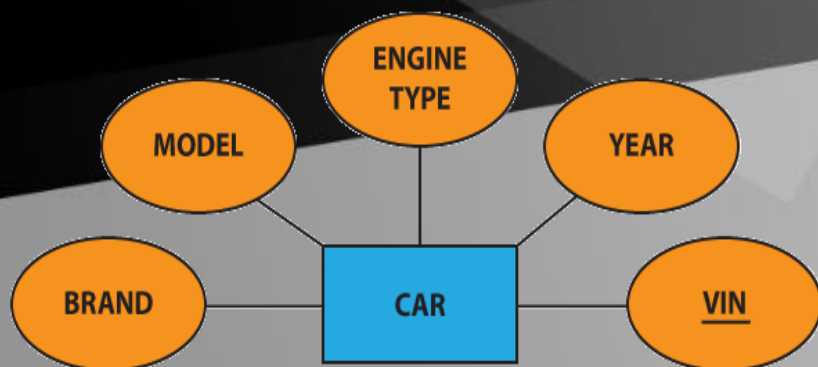 ENGINE
TYPE
MODEL
YEAR
BRAND
CAR
VIN